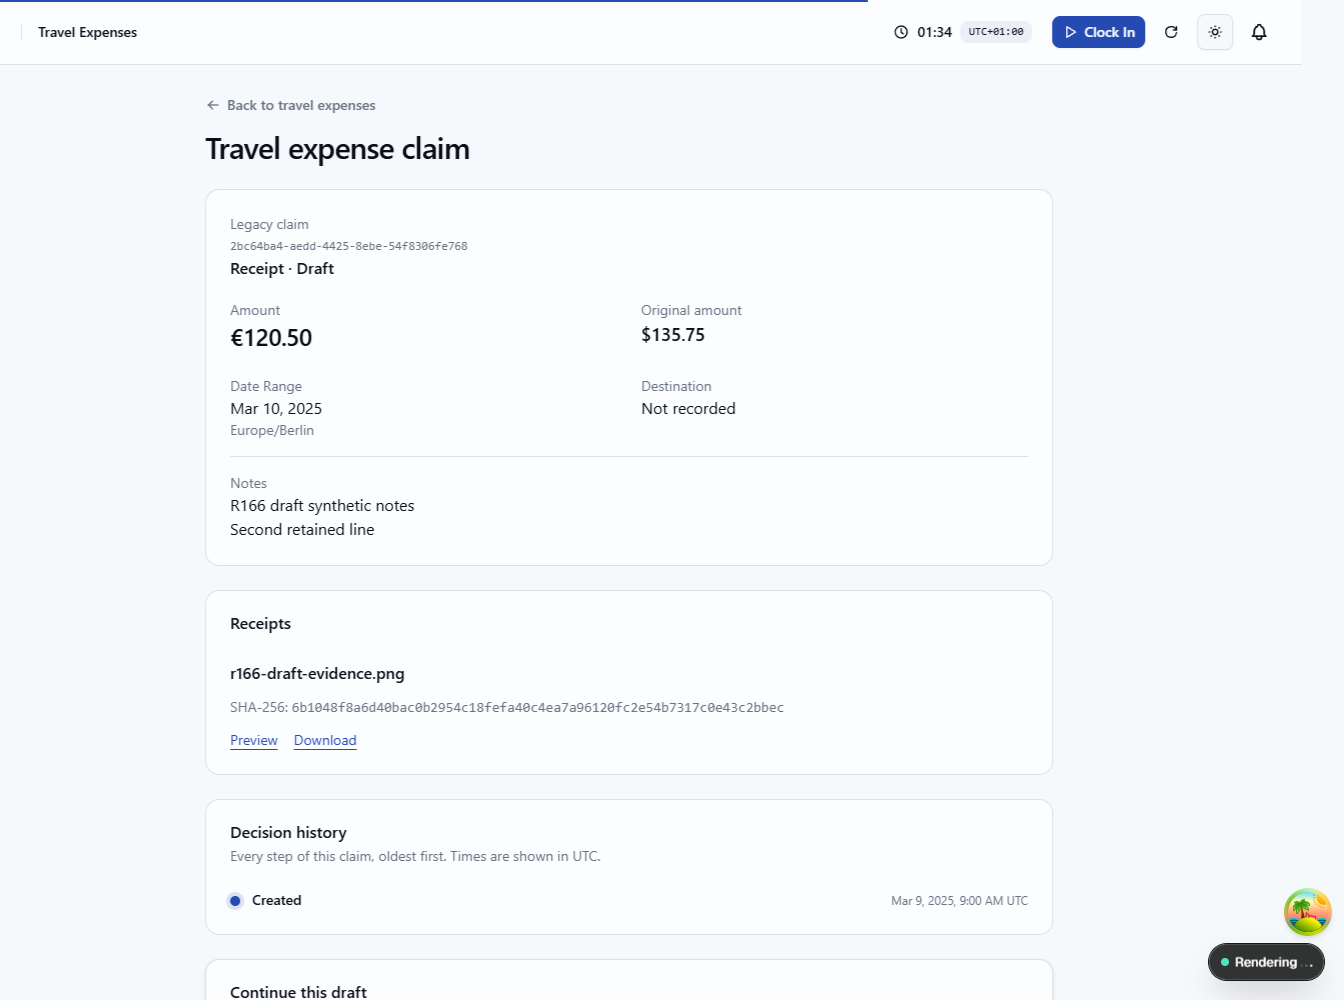 Travel Expenses
01:34
UTC+01:00
Clock In
Back to travel expenses
Travel expense claim
Legacy claim
2bc64ba4-aedd-4425-8ebe-54f8306fe768
Receipt · Draft
Amount
Original amount
€120.50
$135.75
Date Range
Destination
Mar 10, 2025
Not recorded
Europe/Berlin
Notes
R166 draft synthetic notes
Second retained line
Receipts
r166-draft-evidence.png
SHA-256: 6b1048f8a6d40bac0b2954c18fefa40c4ea7a96120fc2e54b7317c0e43c2bbec
Preview
Download
Decision history
Every step of this claim, oldest first. Times are shown in UTC.
Created
Mar 9, 2025, 9:00 AM UTC
Continue this draft
Rendering ...